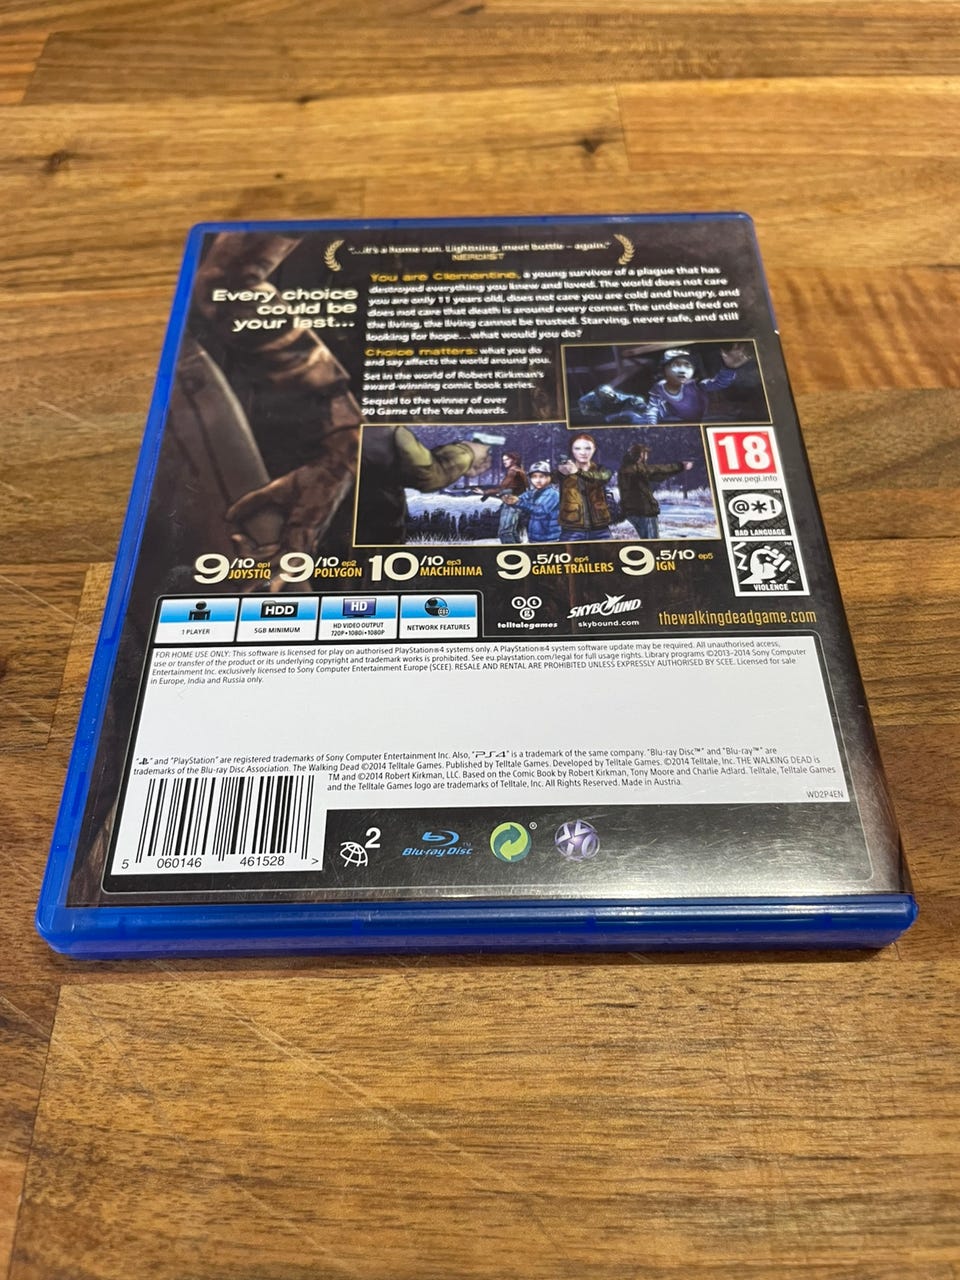 "...it's a home run. Lightning, meet bottle – again."
NERDIST
Every choice
could be
your last...
You are Clementine, a young survivor of a plague that has
destroyed everything you knew and loved. The world does not care
you are only 11 years old, does not care you are cold and hungry, and
does not care that death is around every corner. The undead feed on
the living, the living cannot be trusted. Starving, never safe, and still
looking for hope...what would you do?
Choice matters: what you do
and say affects the world around you.
Set in the world of Robert Kirkman's
award-winning comic book series.
Sequel to the winner of over
90 Game of the Year Awards.
18
www.pegi.info
@*!
BAD LANGUAGE
VIOLENCE
9/10 ep1 JOYSTIQ
9/10 ep2 POLYGON
10/10 ep3 MACHINIMA
9.5/10 ep4 GAME TRAILERS
9.5/10 ep5 IGN
1 PLAYER
HDD
5GB MINIMUM
HD
HD VIDEO OUTPUT
720P•1080i•1080P
NETWORK FEATURES
telltalegames
SKYBOUND
skybound.com
thewalkingdeadgame.com
FOR HOME USE ONLY: This software is licensed for play on authorised PlayStation®4 systems only. A PlayStation®4 system software update may be required. All unauthorised access,
use or transfer of the product or its underlying copyright and trademark works is prohibited. See eu.playstation.com/legal for full usage rights. Library programs ©2013-2014 Sony Computer
Entertainment Inc. exclusively licensed to Sony Computer Entertainment Europe (SCEE). RESALE AND RENTAL ARE PROHIBITED UNLESS EXPRESSLY AUTHORISED BY SCEE. Licensed for sale
in Europe, India and Russia only.
" " and "PlayStation" are registered trademarks of Sony Computer Entertainment Inc. Also, "PS4" is a trademark of the same company. "Blu-ray Disc™" and "Blu-ray™" are
trademarks of the Blu-ray Disc Association. The Walking Dead ©2014 Telltale Games. Published by Telltale Games. Developed by Telltale Games. ©2014 Telltale, Inc. THE WALKING DEAD is
TM and ©2014 Robert Kirkman, LLC. Based on the Comic Book by Robert Kirkman, Tony Moore and Charlie Adlard. Telltale, Telltale Games
and the Telltale Games logo are trademarks of Telltale, Inc. All Rights Reserved. Made in Austria.
WD2P4EN
5 060146 461528 >
2
Blu-ray Disc™
®